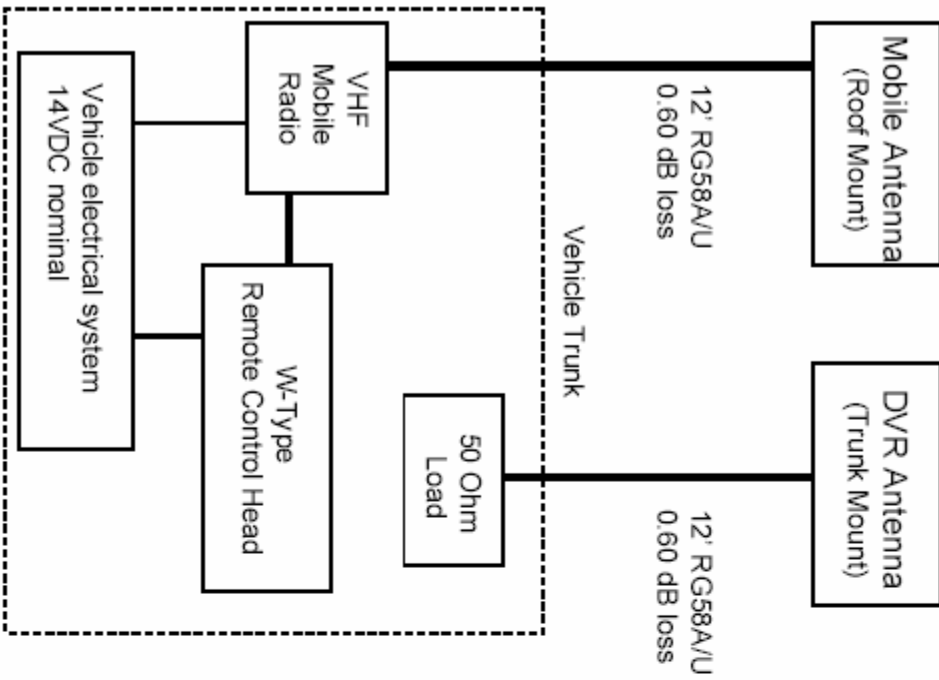 Mobile Antenna
(Roof Mount)
DVR Antenna
(Trunk Mount)
12' RG58A/U
0.60 dB loss
12' RG58A/U
0.60 dB loss
Vehicle Trunk
VHF
Mobile
Radio
50 Ohm
Load
W-Type
Remote Control Head
Vehicle electrical system
14VDC nominal